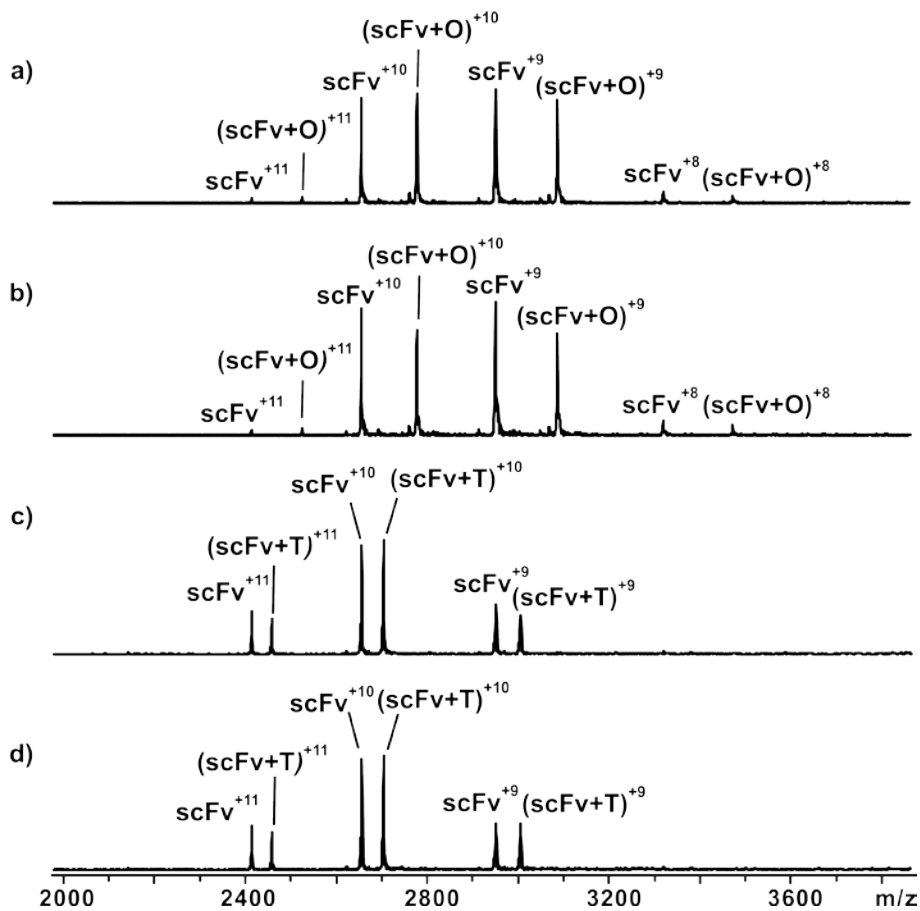 a)
(scFv+O)+10
scFv+10
scFv+9
(scFv+O)+9
(scFv+O)+11
scFv+11
scFv+8 (scFv+O)+8
b)
(scFv+O)+10
scFv+10
scFv+9
(scFv+O)+9
(scFv+O)+11
scFv+11
scFv+8 (scFv+O)+8
c)
scFv+10 (scFv+T)+10
(scFv+T)+11
scFv+11
scFv+9
(scFv+T)+9
d)
scFv+10 (scFv+T)+10
(scFv+T)+11
scFv+11
scFv+9 (scFv+T)+9
2000 2400 2800 3200 3600 m/z